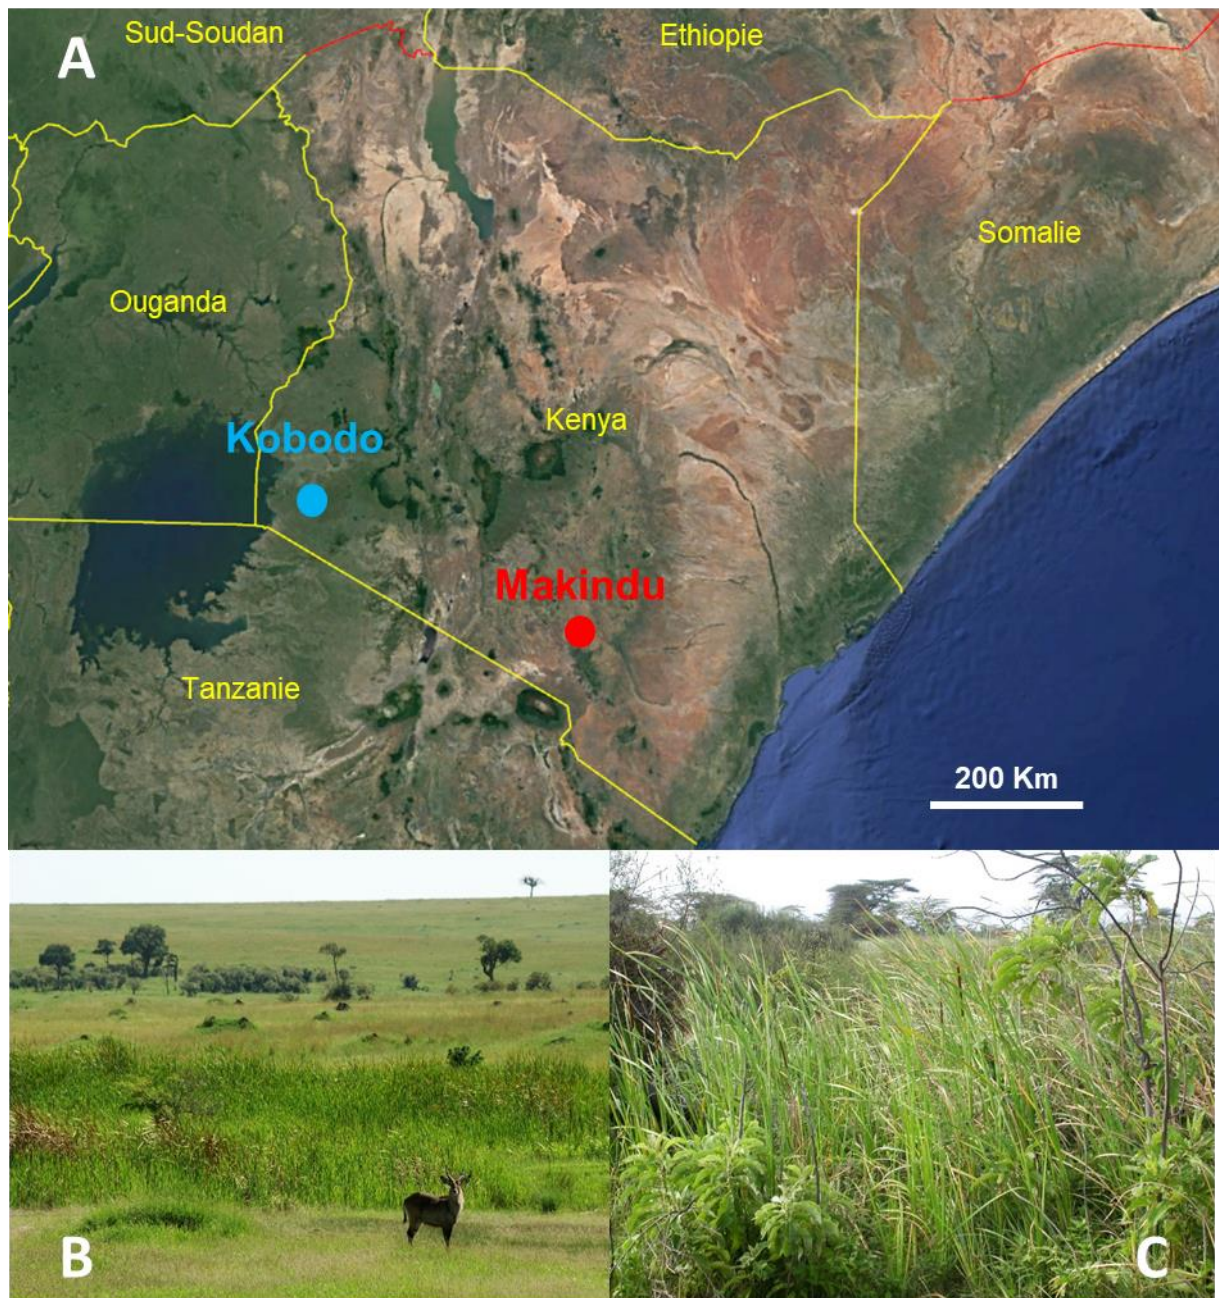 Sud-Soudan
Ethiopie
A
Somalie
Ouganda
Kenya
Kobodo
Makindu
Tanzanie
200 Km
B
C